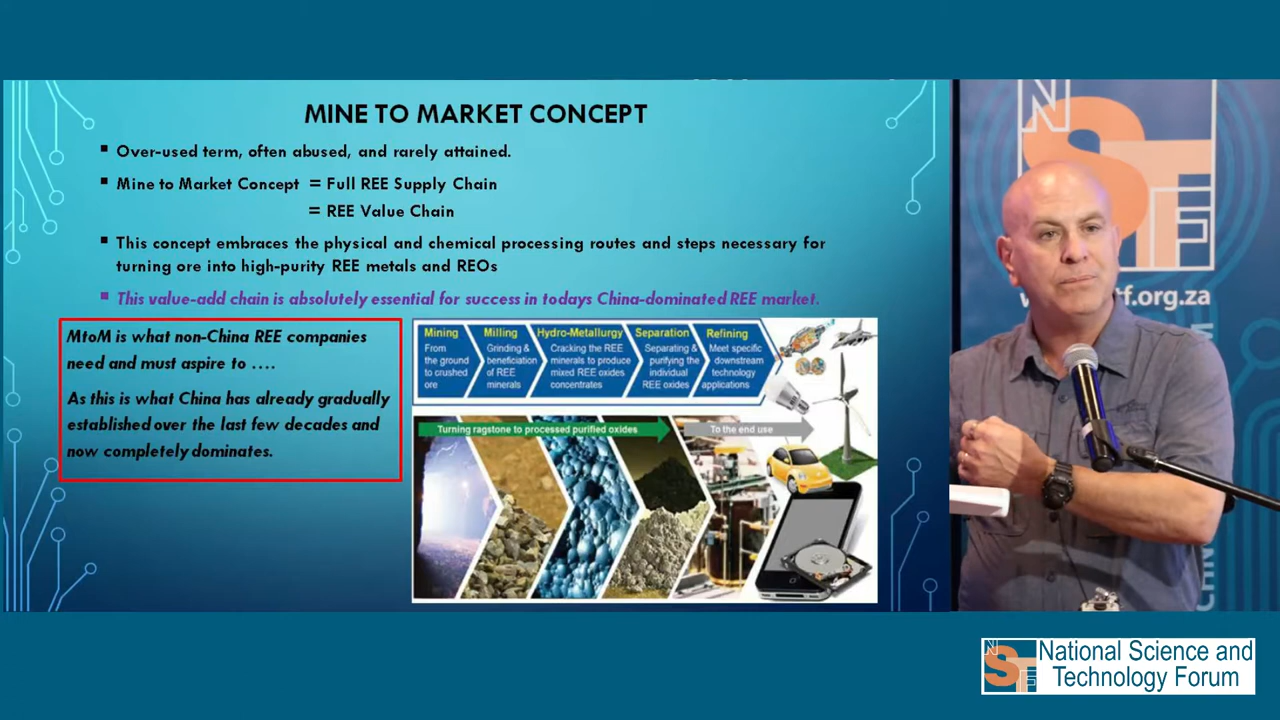 MINE TO MARKET CONCEPT
Over-used term, often abused, and rarely attained.
Mine to Market Concept = Full REE Supply Chain
= REE Value Chain
This concept embraces the physical and chemical processing routes and steps necessary for
turning ore into high-purity REE metals and REOs
This value-add chain is absolutely essential for success in todays China-dominated REE market.
MtoM is what non-China REE companies
need and must aspire to ....
As this is what China has already gradually
established over the last few decades and
now completely dominates.
Mining
From
the ground
to crushed
ore
Milling
Grinding &
beneficiation
of REE
minerals
Hydro-Metallurgy
Cracking the REE
minerals to produce
mixed REE oxides
concentrates
Separation
Separating &
purifying the
individual
REE oxides
Refining
Meet specific
downstream
technology
applications
Turning ragstone to processed purified oxides
To the end use
N
S
T
F
tf.org.za
NSTF
National Science and
Technology Forum